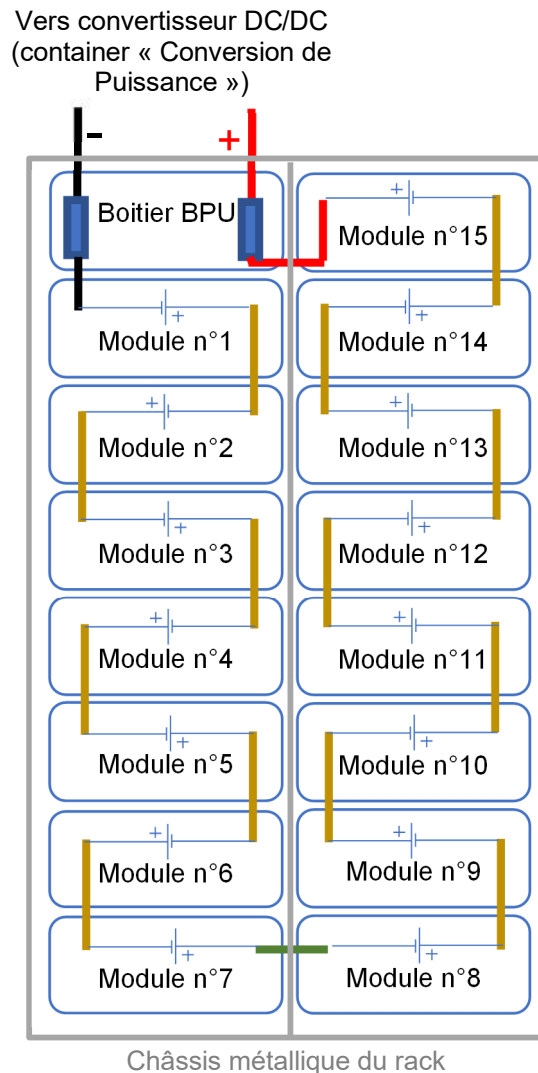 Vers convertisseur DC/DC
(container « Conversion de
Puissance »)
-
+
Boitier BPU
+
Module n°15
+
Module n°1
+
Module n°14
+
Module n°2
+
Module n°13
+
Module n°3
+
Module n°12
+
Module n°4
+
Module n°11
+
Module n°5
+
Module n°10
+
Module n°6
+
Module n°9
+
Module n°7
+
Module n°8
Châssis métallique du rack